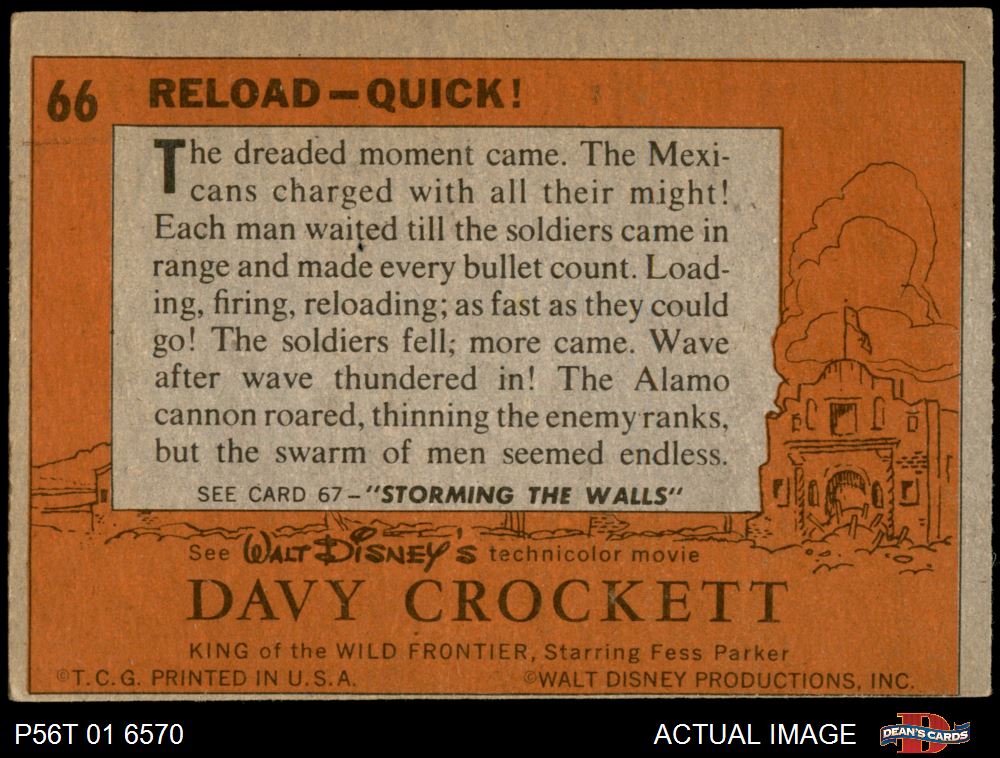 66 RELOAD—QUICK!
The dreaded moment came. The Mexi-
cans charged with all their might!
Each man waited till the soldiers came in
range and made every bullet count. Load-
ing, firing, reloading; as fast as they could
go! The soldiers fell; more came. Wave
after wave thundered in! The Alamo
cannon roared, thinning the enemy ranks,
but the swarm of men seemed endless.
SEE CARD 67–"STORMING THE WALLS"
See WALT DISNEY'S technicolor movie
DAVY CROCKETT
KING of the WILD FRONTIER, Starring Fess Parker
©T.C.G. PRINTED IN U.S.A. ©WALT DISNEY PRODUCTIONS, INC.
P56T 01 6570 ACTUAL IMAGE DEAN'S CARDS